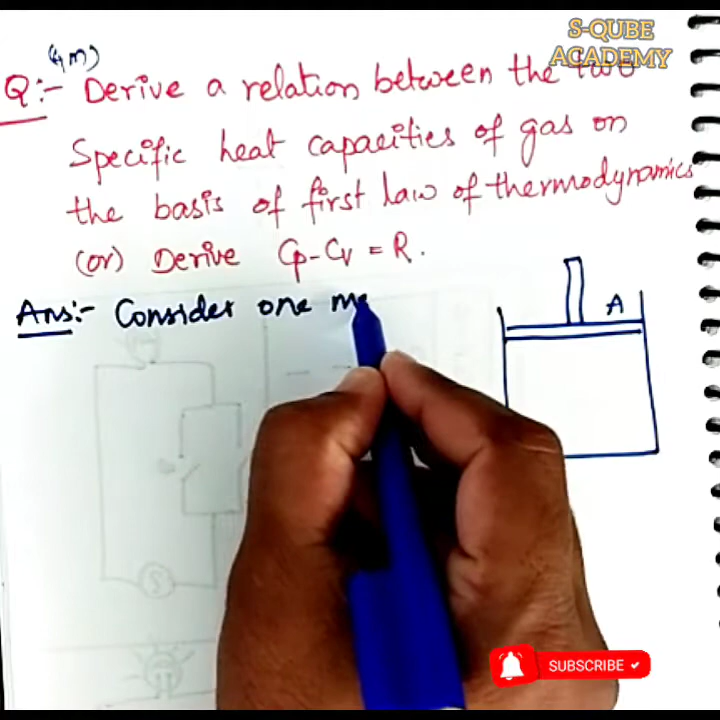 S-QUBE
ACADEMY
(4m)
Q:- Derive a relation between the two
Specific heat capacities of gas on
the basis of first law of thermodynamics
(or) Derive Cp-Cv = R.
A
Ans:- Consider one mo
SUBSCRIBE